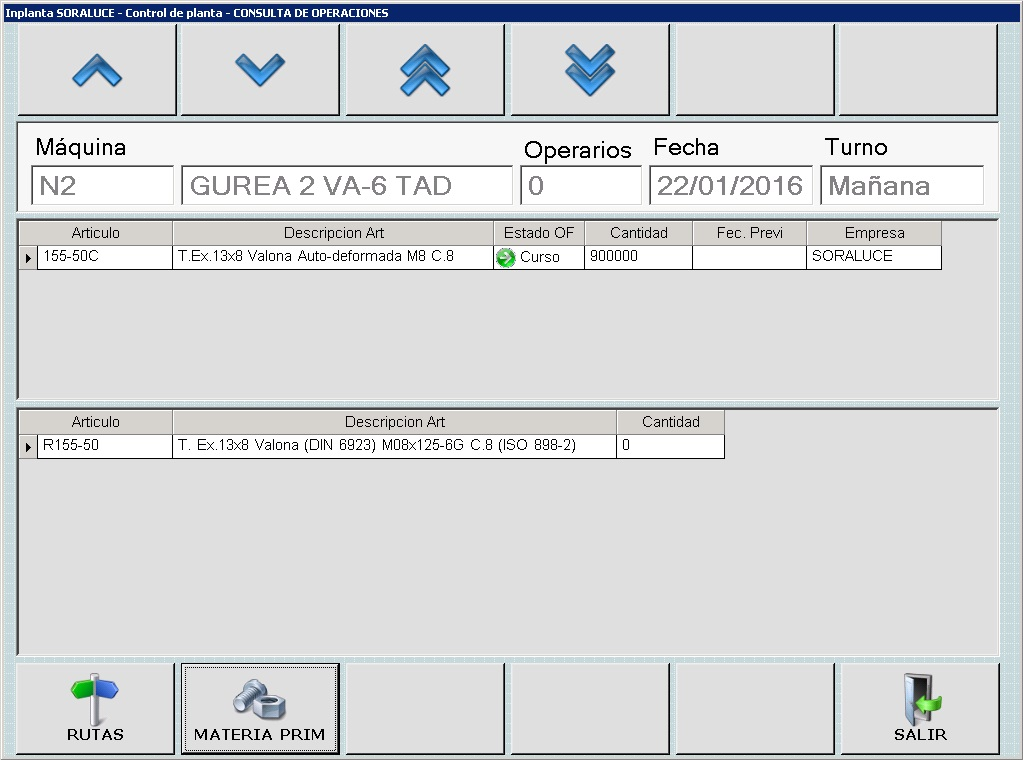 Inplanta SORALUCE - Control de planta - CONSULTA DE OPERACIONES
Máquina Operarios Fecha Turno
N2 GUREA 2 VA-6 TAD 0 22/01/2016 Mañana
Articulo Descripcion Art Estado OF Cantidad Fec. Previ Empresa
155-50C T.Ex.13x8 Valona Auto-deformada M8 C.8 Curso 900000 SORALUCE
Articulo Descripcion Art Cantidad
R155-50 T. Ex.13x8 Valona (DIN 6923) M08x125-6G C.8 (ISO 898-2) 0
RUTAS MATERIA PRIM SALIR